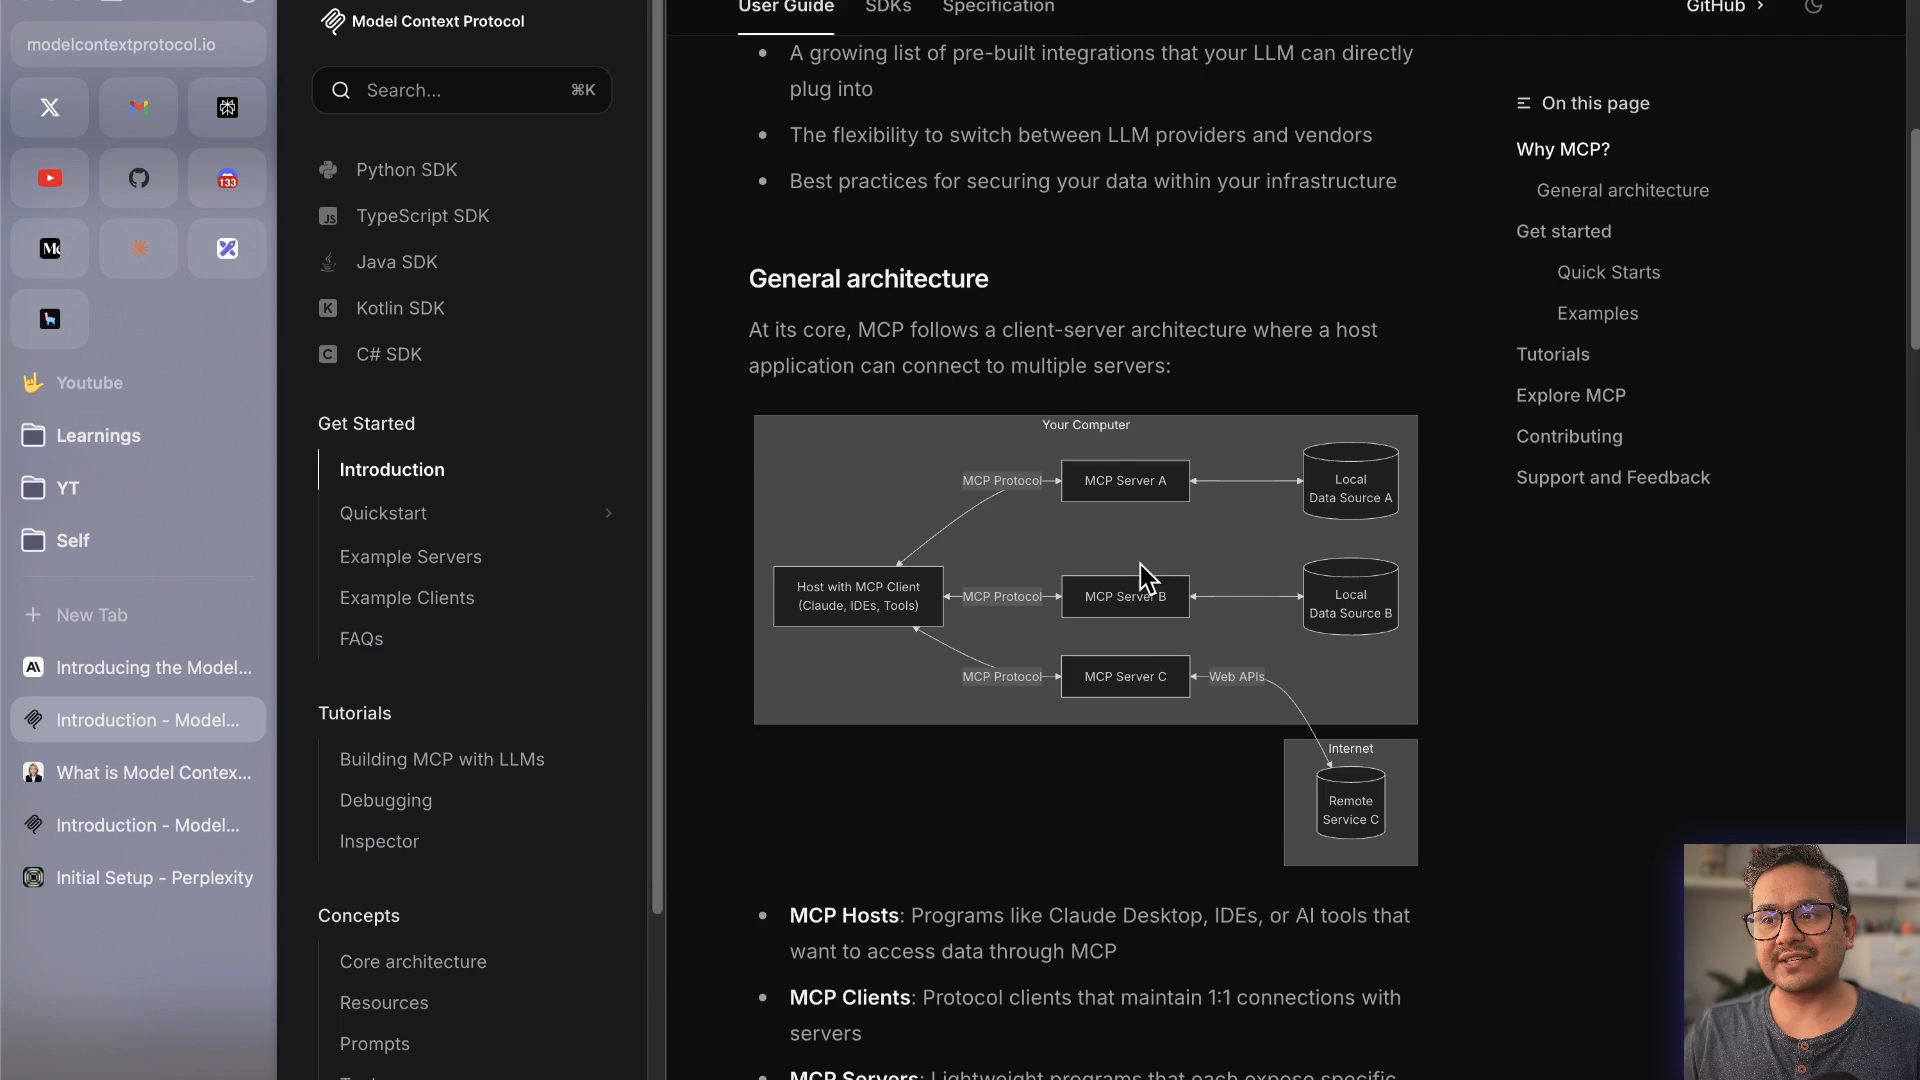 modelcontextprotocol.io
133
Youtube
Learnings
YT
Self
New Tab
Introducing the Model...
Introduction - Model...
What is Model Contex...
Introduction - Model...
Initial Setup - Perplexity
Model Context Protocol
Search...
⌘K
Python SDK
TypeScript SDK
Java SDK
Kotlin SDK
C# SDK
Get Started
Introduction
Quickstart
Example Servers
Example Clients
FAQs
Tutorials
Building MCP with LLMs
Debugging
Inspector
Concepts
Core architecture
Resources
Prompts
User Guide
SDKs
Specification
GitHub
A growing list of pre-built integrations that your LLM can directly
plug into
The flexibility to switch between LLM providers and vendors
Best practices for securing your data within your infrastructure
General architecture
At its core, MCP follows a client-server architecture where a host
application can connect to multiple servers:
Your Computer
MCP Protocol
MCP Server A
Local
Data Source A
Host with MCP Client
(Claude, IDEs, Tools)
MCP Protocol
MCP Server B
Local
Data Source B
MCP Protocol
MCP Server C
Web APIs
Internet
Remote
Service C
MCP Hosts: Programs like Claude Desktop, IDEs, or AI tools that
want to access data through MCP
MCP Clients: Protocol clients that maintain 1:1 connections with
servers
MCP Servers: Lightweight programs that each expose specific
On this page
Why MCP?
General architecture
Get started
Quick Starts
Examples
Tutorials
Explore MCP
Contributing
Support and Feedback